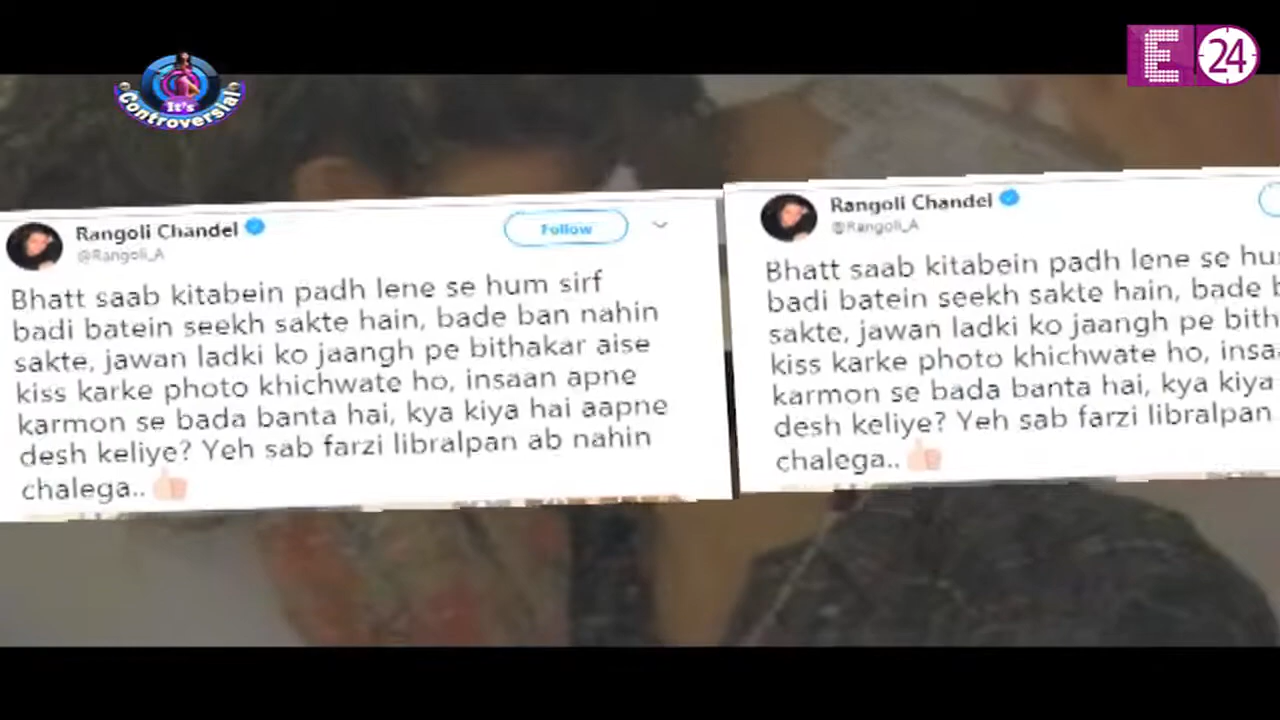 E 24
It's
Controversial
Rangoli Chandel
Follow
@Rangoli_A
Bhatt saab kitabein padh lene se hum sirf
badi batein seekh sakte hain, bade ban nahin
sakte, jawan ladki ko jaangh pe bithakar aise
kiss karke photo khichwate ho, insaan apne
karmon se bada banta hai, kya kiya hai aapne
desh keliye? Yeh sab farzi libralpan ab nahin
chalega..
Rangoli Chandel
@Rangoli_A
Bhatt saab kitabein padh lene se
badi batein seekh sakte hain, bade
sakte, jawan ladki ko jaangh pe
kiss karke photo khichwate ho,
karmon se bada banta hai, kya kiya
desh keliye? Yeh sab farzi libralpan
chalega..